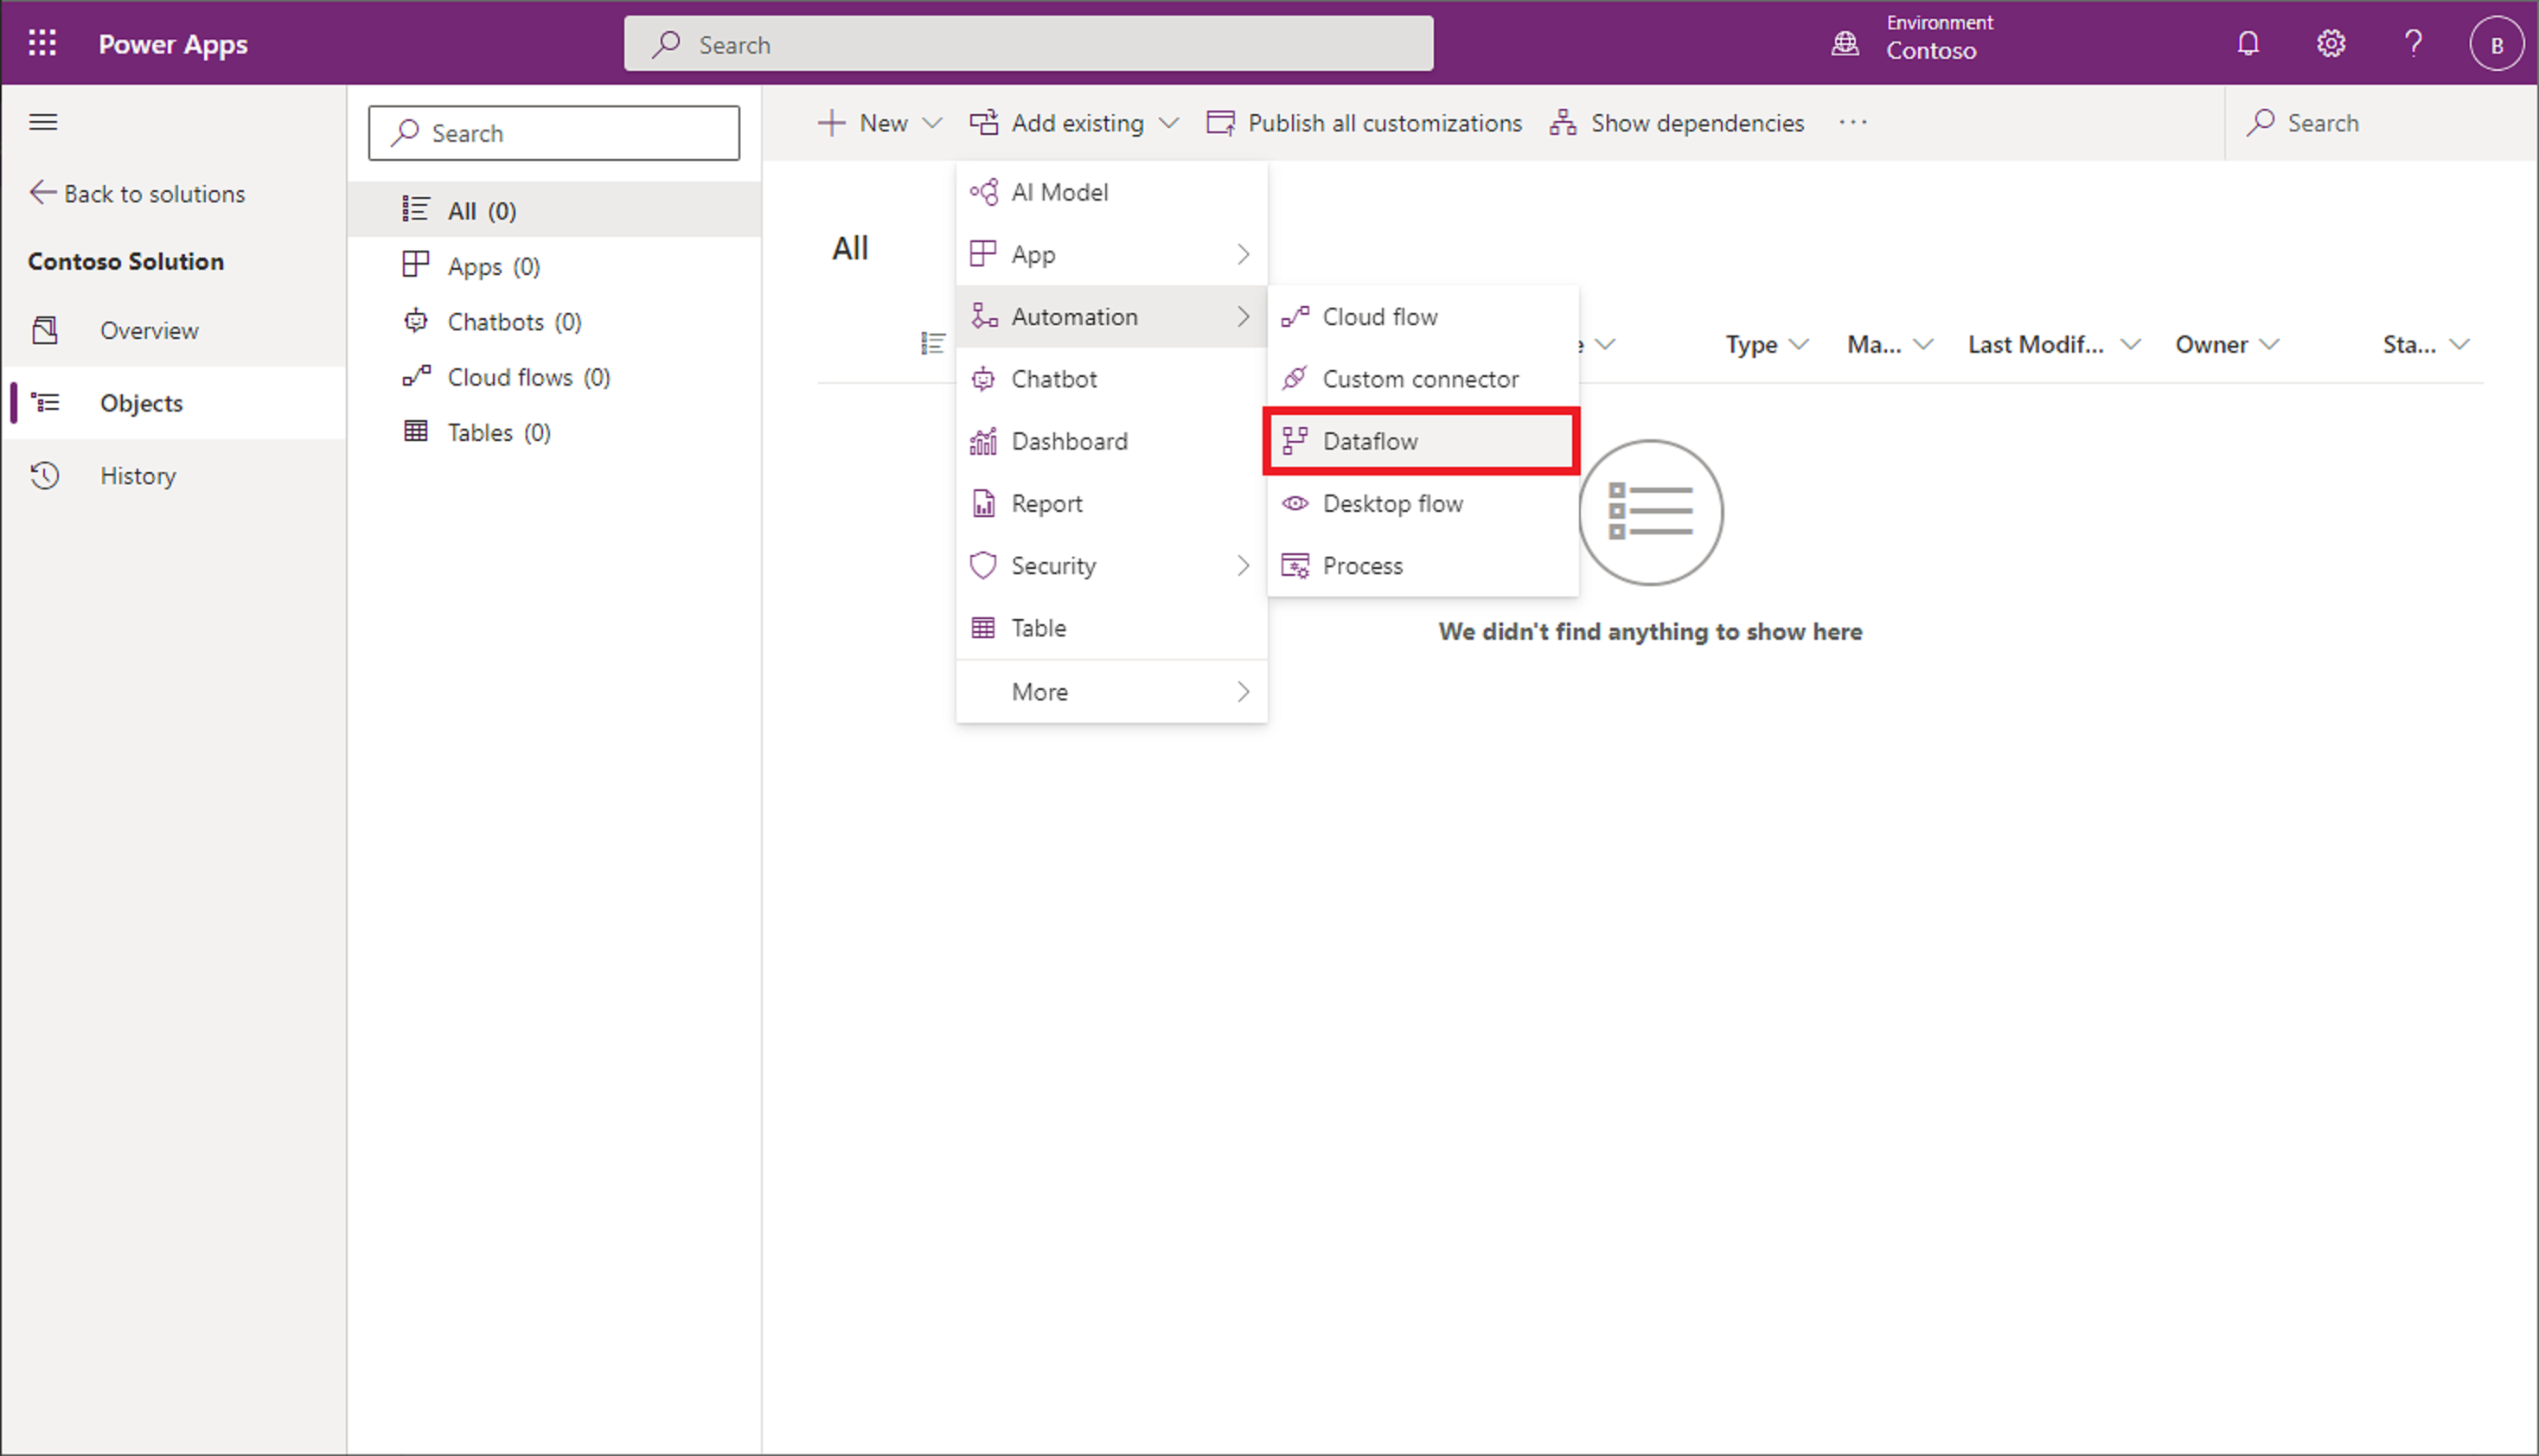 Power Apps
Search
Environment
Contoso
?
B
Back to solutions
Contoso Solution
Overview
Objects
History
Search
All (0)
Apps (0)
Chatbots (0)
Cloud flows (0)
Tables (0)
New
Add existing
Publish all customizations
Show dependencies
...
Search
All
AI Model
App
Automation
Chatbot
Dashboard
Report
Security
Table
More
Cloud flow
Custom connector
Dataflow
Desktop flow
Process
Type
Ma...
Last Modif...
Owner
Sta...
We didn't find anything to show here